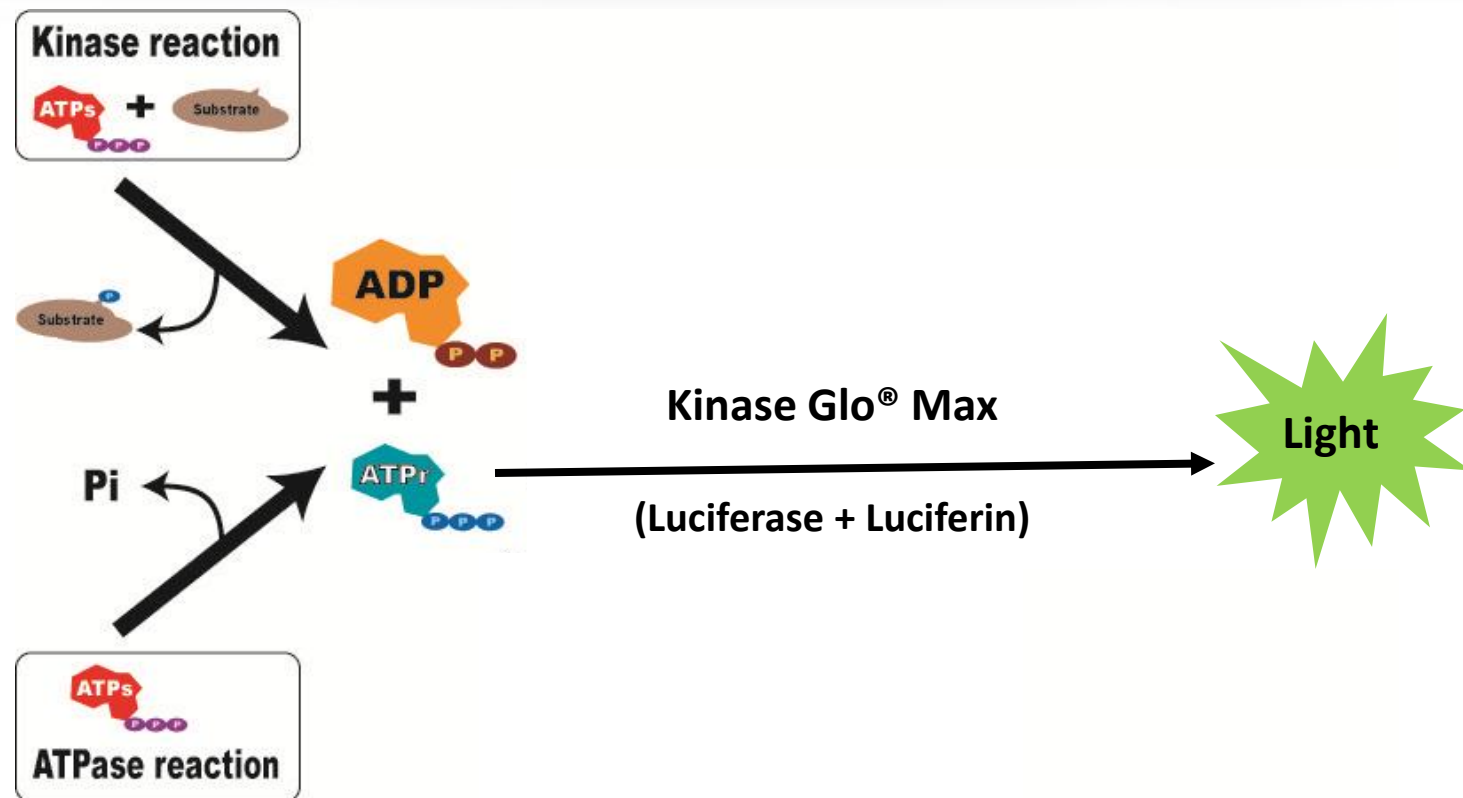 Kinase reaction
ATPs + Substrate
P P P
ADP
P P
P
Substrate
+
Kinase Glo® Max
Light
ATPr
P P P
Pi
(Luciferase + Luciferin)
ATPs
P P P
ATPase reaction